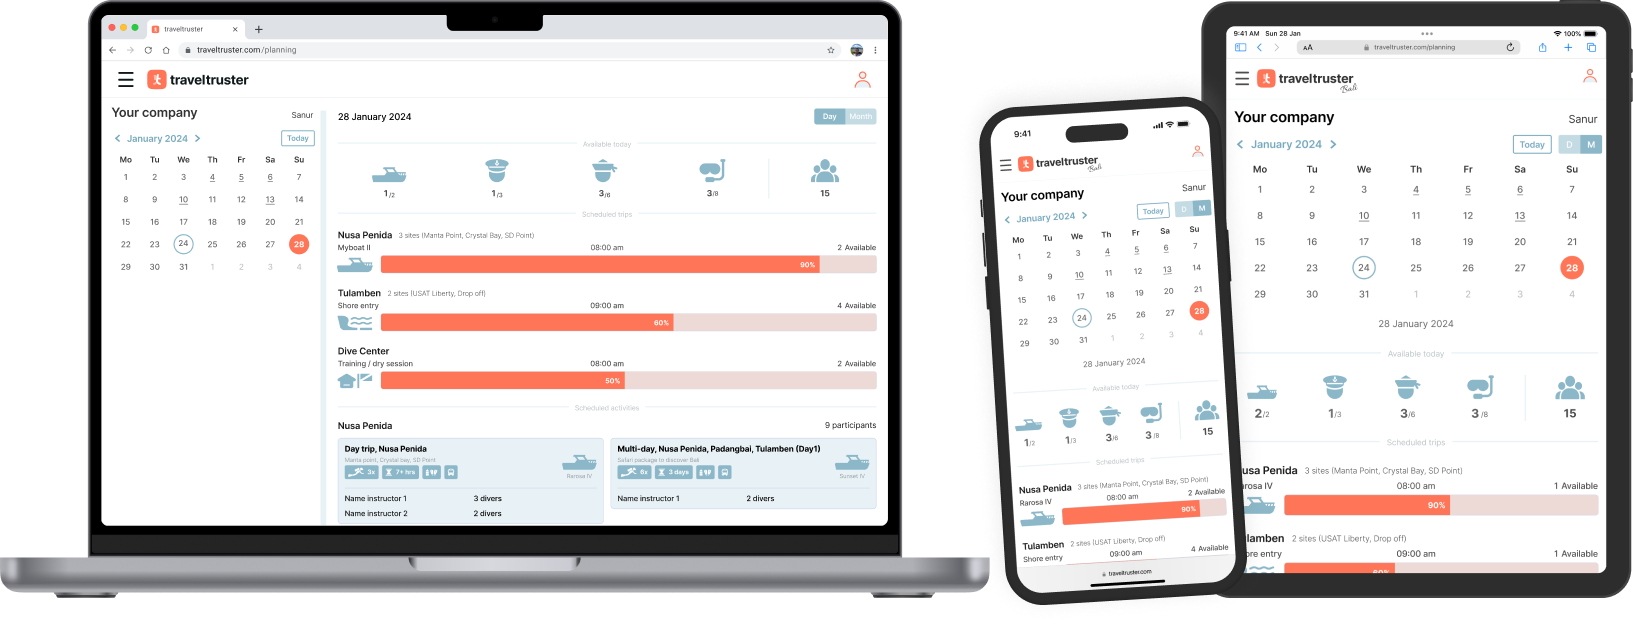 traveltruster
traveltruster.com/planning
traveltruster
Your company
Sanur
January 2024
Today
Mo Tu We Th Fr Sa Su
1 2 3 4 5 6 7
8 9 10 11 12 13 14
15 16 17 18 19 20 21
22 23 24 25 26 27 28
29 30 31 1 2 3 4
28 January 2024
Day Month
Available today
1/2 1/3 3/6 3/8 15
Scheduled trips
Nusa Penida 3 sites (Manta Point, Crystal Bay, SD Point)
Myboat II 08:00 am 2 Available
90%
Tulamben 2 sites (USAT Liberty, Drop off)
Shore entry 09:00 am 4 Available
60%
Dive Center
Training / dry session 08:00 am 2 Available
50%
Scheduled activities
Nusa Penida 9 participants
Day trip, Nusa Penida
Manta point, Crystal bay, SD Point
3x 7+ hrs
Rarosa IV
Name instructor 1 3 divers
Name instructor 2 2 divers
Multi-day, Nusa Penida, Padangbai, Tulamben (Day1)
Safari package to discover Bali
6x 3 days
Sunset IV
Name instructor 1 2 divers
9:41
traveltruster
Bali
Your company
Sanur
January 2024
Today D M
Mo Tu We Th Fr Sa Su
1 2 3 4 5 6 7
8 9 10 11 12 13 14
15 16 17 18 19 20 21
22 23 24 25 26 27 28
29 30 31 1 2 3 4
28 January 2024
Available today
1/2 1/3 3/6 3/8 15
Scheduled trips
Nusa Penida 3 sites (Manta Point, Crystal Bay, SD Point)
Rarosa IV 08:00 am 2 Available
90%
Tulamben 2 sites (USAT Liberty, Drop off)
Shore entry 09:00 am 4 Available
traveltruster.com
9:41 AM Sun 28 Jan
100%
AA traveltruster.com/planning
traveltruster
Bali
Your company
Sanur
January 2024
Today D M
Mo Tu We Th Fr Sa Su
1 2 3 4 5 6 7
8 9 10 11 12 13 14
15 16 17 18 19 20 21
22 23 24 25 26 27 28
29 30 31 1 2 3 4
28 January 2024
Available today
2/2 1/3 3/6 3/8 15
Scheduled trips
usa Penida 3 sites (Manta Point, Crystal Bay, SD Point)
arosa IV 08:00 am 1 Available
90%
lamben 2 sites (USAT Liberty, Drop off)
ore entry 09:00 am 1 Available
60%